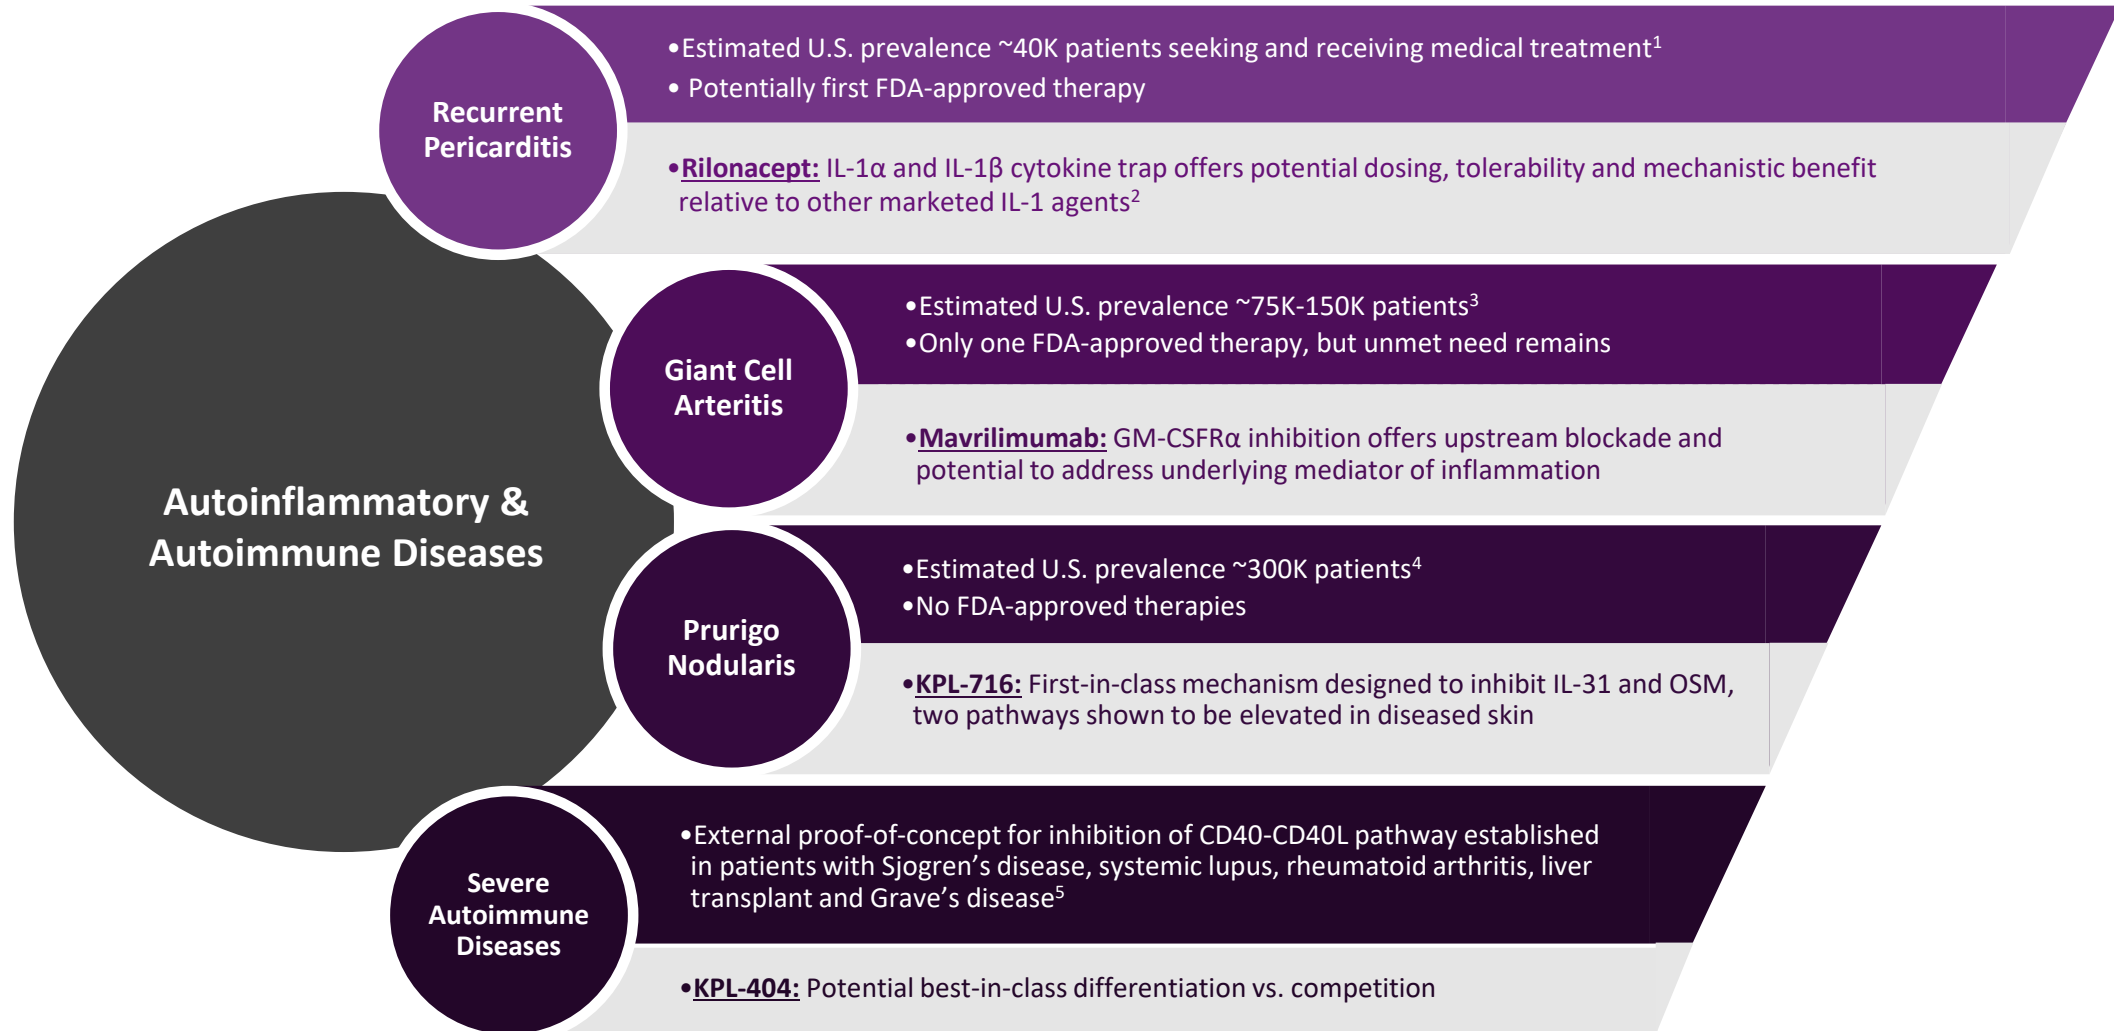 Autoinflammatory &
Autoimmune Diseases
Recurrent
Pericarditis
•Estimated U.S. prevalence ~40K patients seeking and receiving medical treatment¹
• Potentially first FDA-approved therapy
•Rilonacept: IL-1α and IL-1β cytokine trap offers potential dosing, tolerability and mechanistic benefit
relative to other marketed IL-1 agents²
Giant Cell
Arteritis
•Estimated U.S. prevalence ~75K-150K patients³
•Only one FDA-approved therapy, but unmet need remains
•Mavrilimumab: GM-CSFRα inhibition offers upstream blockade and
potential to address underlying mediator of inflammation
Prurigo
Nodularis
•Estimated U.S. prevalence ~300K patients⁴
•No FDA-approved therapies
•KPL-716: First-in-class mechanism designed to inhibit IL-31 and OSM,
two pathways shown to be elevated in diseased skin
Severe
Autoimmune
Diseases
•External proof-of-concept for inhibition of CD40-CD40L pathway established
in patients with Sjogren’s disease, systemic lupus, rheumatoid arthritis, liver
transplant and Grave’s disease⁵
•KPL-404: Potential best-in-class differentiation vs. competition